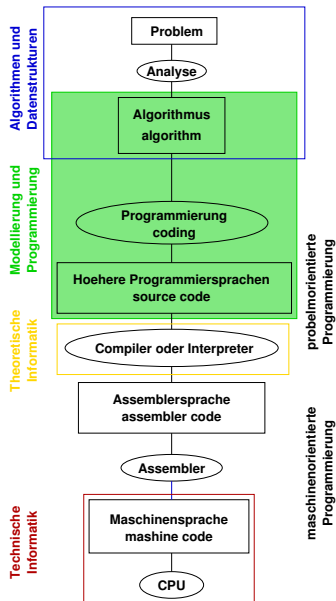 Problem
Analyse
Algorithmus
algorithm
Programmierung
coding
Hoehere Programmiersprachen
source code
Compiler oder Interpreter
Assemblersprache
assembler code
Assembler
Maschinensprache
mashine code
CPU
Algorithmen und
Datenstrukturen
Modellierung und
Programmierung
Theoretische
Informatik
Technische
Informatik
probelmorientierte
Programmierung
maschinenorientierte
Programmierung